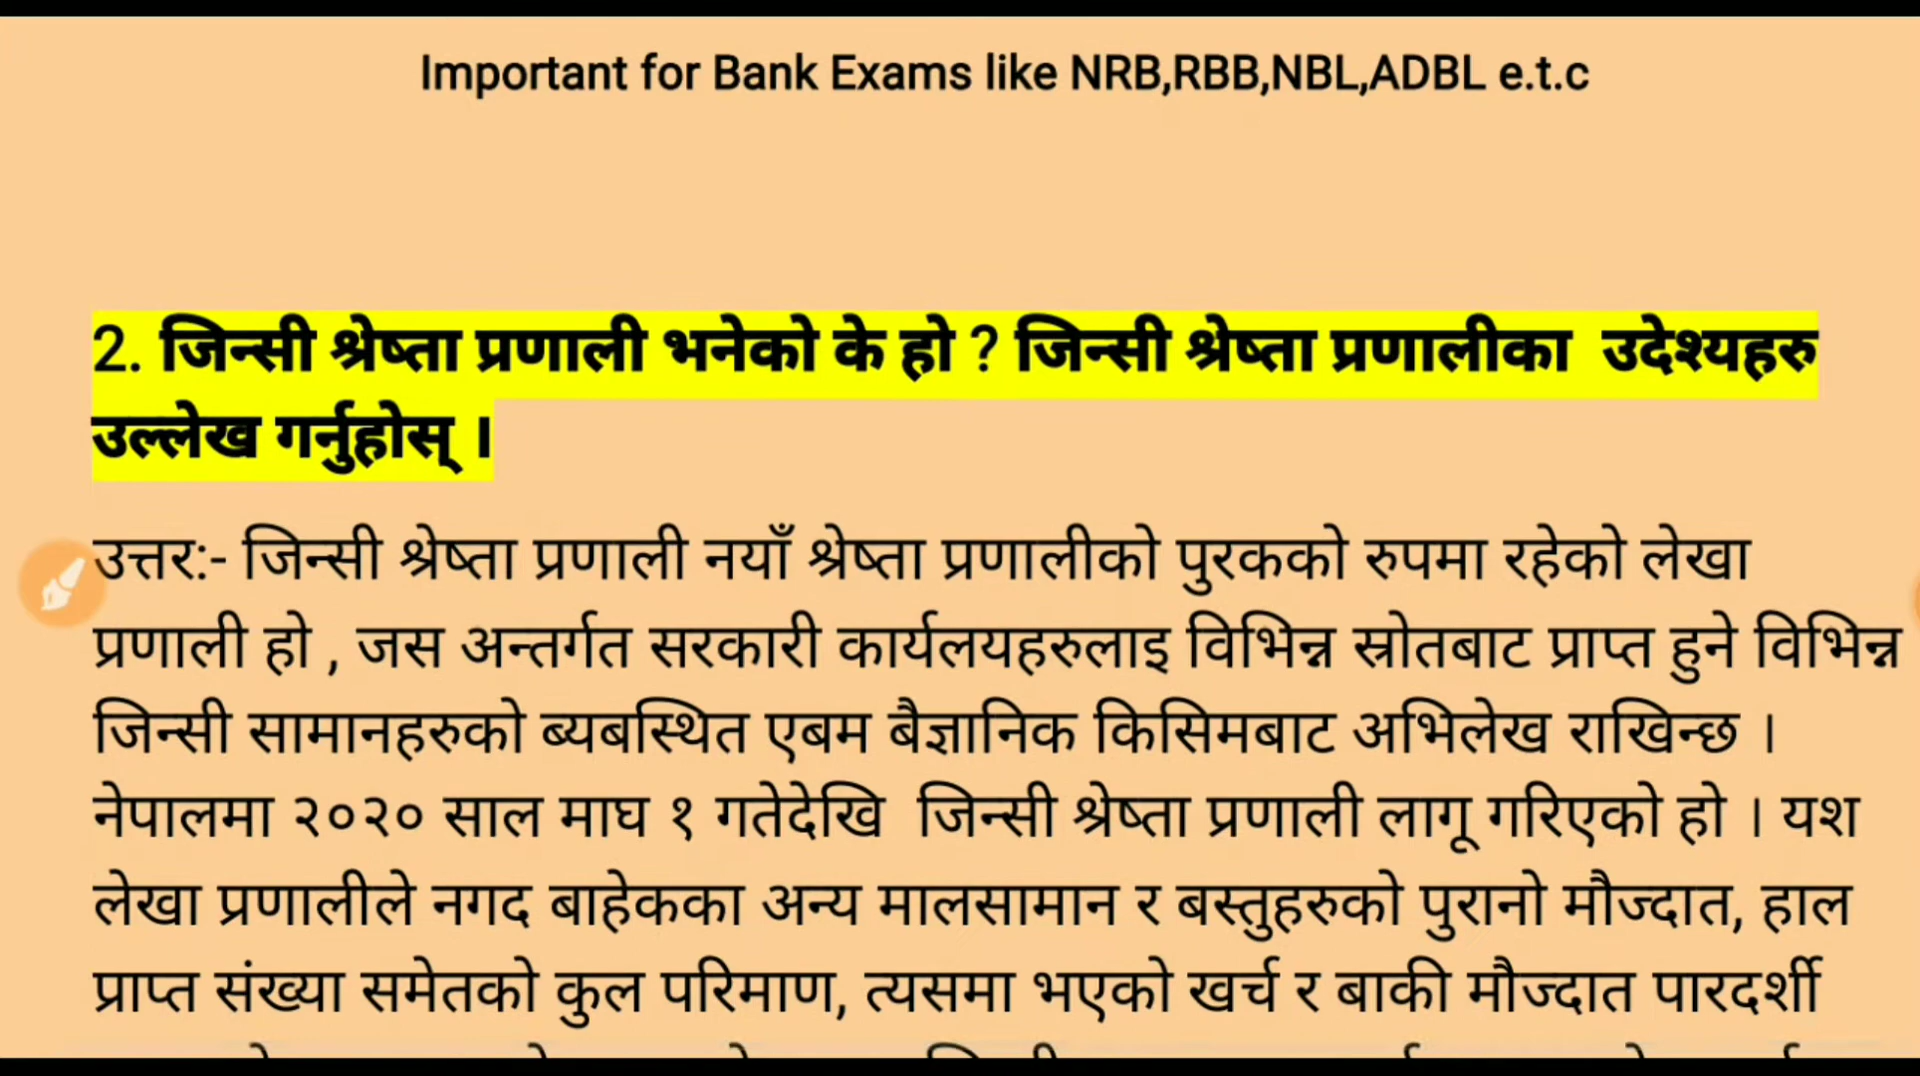 Important for Bank Exams like NRB,RBB,NBL,ADBL e.t.c
2. जिन्सी श्रेष्ता प्रणाली भनेको के हो ? जिन्सी श्रेष्ता प्रणालीका उदेश्यहरु
उल्लेख गर्नुहोस् ।
उत्तर:- जिन्सी श्रेष्ता प्रणाली नयाँ श्रेष्ता प्रणालीको पुरकको रुपमा रहेको लेखा
प्रणाली हो , जस अन्तर्गत सरकारी कार्यलयहरुलाइ विभिन्न स्रोतबाट प्राप्त हुने विभिन्न
जिन्सी सामानहरुको ब्यबस्थित एबम बैज्ञानिक किसिमबाट अभिलेख राखिन्छ ।
नेपालमा २०२० साल माघ १ गतेदेखि जिन्सी श्रेष्ता प्रणाली लागू गरिएको हो । यश
लेखा प्रणालीले नगद बाहेकका अन्य मालसामान र बस्तुहरुको पुरानो मौज्दात, हाल
प्राप्त संख्या समेतको कुल परिमाण, त्यसमा भएको खर्च र बाकी मौज्दात पारदर्शी